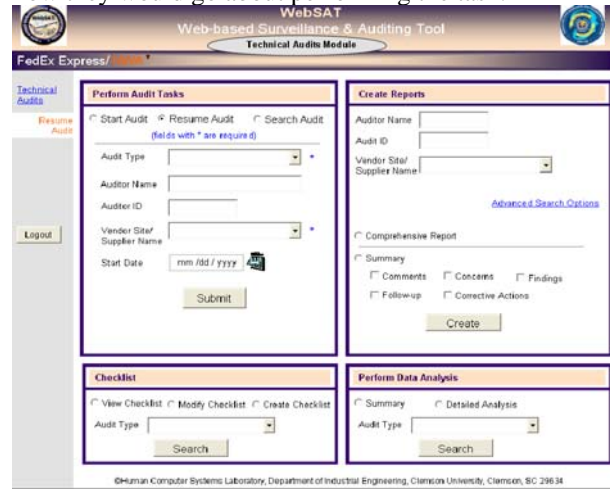 WebSAT
Web-based Surveillance & Auditing Tool
Technical Audits Module
FedEx Express/
Technical Audits
Resume Audit
Logout
Perform Audit Tasks
Start Audit Resume Audit Search Audit
(fields with * are required)
Audit Type *
Auditor Name
Auditor ID
Vendor Site/ *
Supplier Name
Start Date mm /dd / yyyy
Submit
Create Reports
Auditor Name
Audit ID
Vendor Site/
Supplier Name
Advanced Search Options
Comprehensive Report
Summary
Comments Concerns Findings
Follow-up Corrective Actions
Create
Checklist
View Checklist Modify Checklist Create Checklist
Audit Type
Search
Perform Data Analysis
Summary Detailed Analysis
Audit Type
Search
©Human Computer Systems Laboratory, Department of Industrial Engineering, Clemson University, Clemson, SC 29634